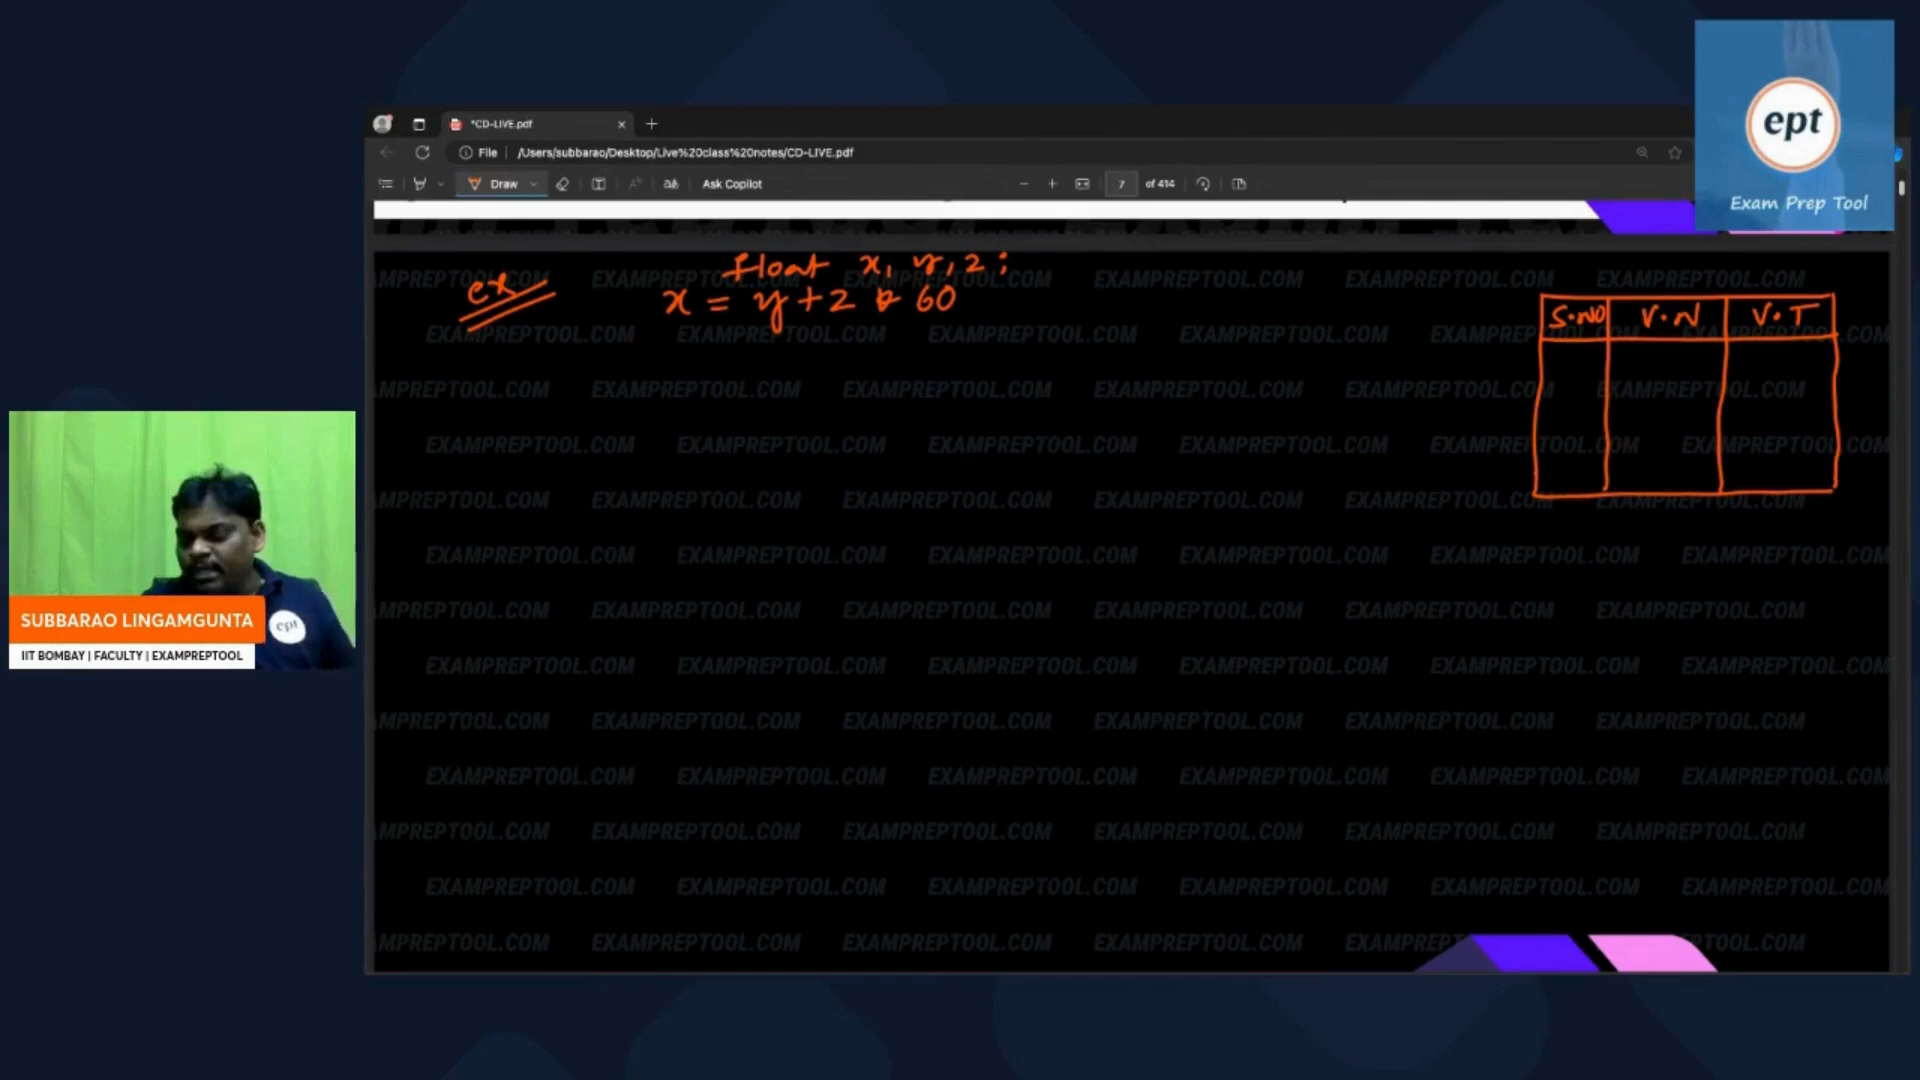 ept
Exam Prep Tool
*CD-LIVE.pdf
File /Users/subbarao/Desktop/Live%20class%20notes/CD-LIVE.pdf
Draw Ask Copilot 7 of 414
float x, y, z;
ex x = y + z * 60
S.NO V.N V.T
SUBBARAO LINGAMGUNTA
ept
IIT BOMBAY | FACULTY | EXAMPREPTOOL
EXAMPREPTOOL.COM